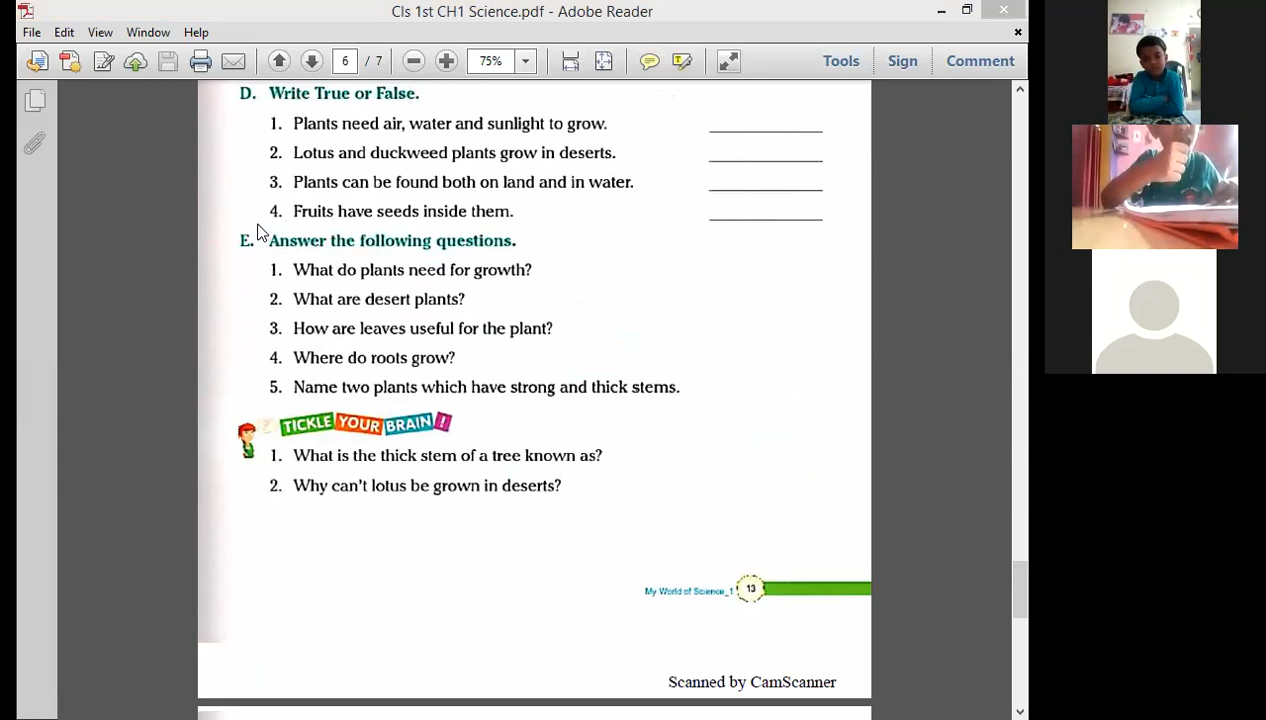 Cls 1st CH1 Science.pdf - Adobe Reader
File Edit View Window Help
6 / 7 75% Tools Sign Comment
D. Write True or False.
1. Plants need air, water and sunlight to grow.
2. Lotus and duckweed plants grow in deserts.
3. Plants can be found both on land and in water.
4. Fruits have seeds inside them.
E. Answer the following questions.
1. What do plants need for growth?
2. What are desert plants?
3. How are leaves useful for the plant?
4. Where do roots grow?
5. Name two plants which have strong and thick stems.
TICKLE YOUR BRAIN !
1. What is the thick stem of a tree known as?
2. Why can't lotus be grown in deserts?
My World of Science_1 13
Scanned by CamScanner